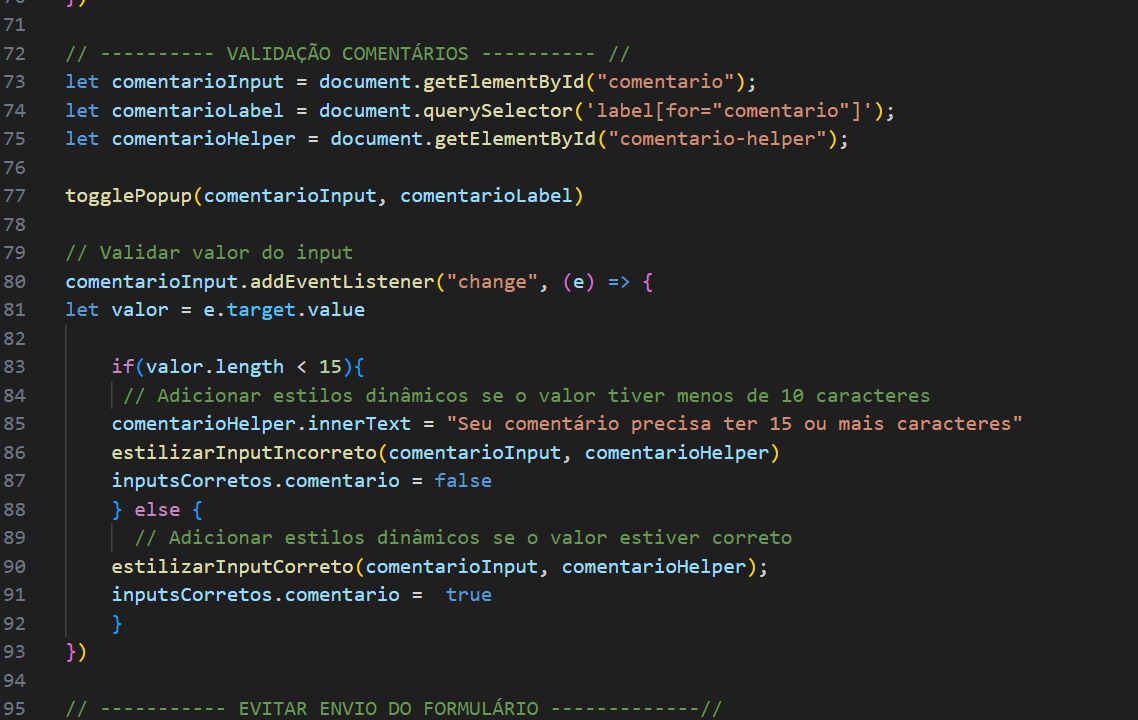 70 })
71
72 // ---------- VALIDAÇÃO COMENTÁRIOS ---------- //
73 let comentarioInput = document.getElementById("comentario");
74 let comentarioLabel = document.querySelector('label[for="comentario"]');
75 let comentarioHelper = document.getElementById("comentario-helper");
76
77 togglePopup(comentarioInput, comentarioLabel)
78
79 // Validar valor do input
80 comentarioInput.addEventListener("change", (e) => {
81 let valor = e.target.value
82
83     if(valor.length < 15){
84      // Adicionar estilos dinâmicos se o valor tiver menos de 10 caracteres
85     comentarioHelper.innerText = "Seu comentário precisa ter 15 ou mais caracteres"
86     estilizarInputIncorreto(comentarioInput, comentarioHelper)
87     inputsCorretos.comentario = false
88     } else {
89       // Adicionar estilos dinâmicos se o valor estiver correto
90     estilizarInputCorreto(comentarioInput, comentarioHelper);
91     inputsCorretos.comentario =  true
92     }
93 })
94
95 // ----------- EVITAR ENVIO DO FORMULÁRIO -------------//